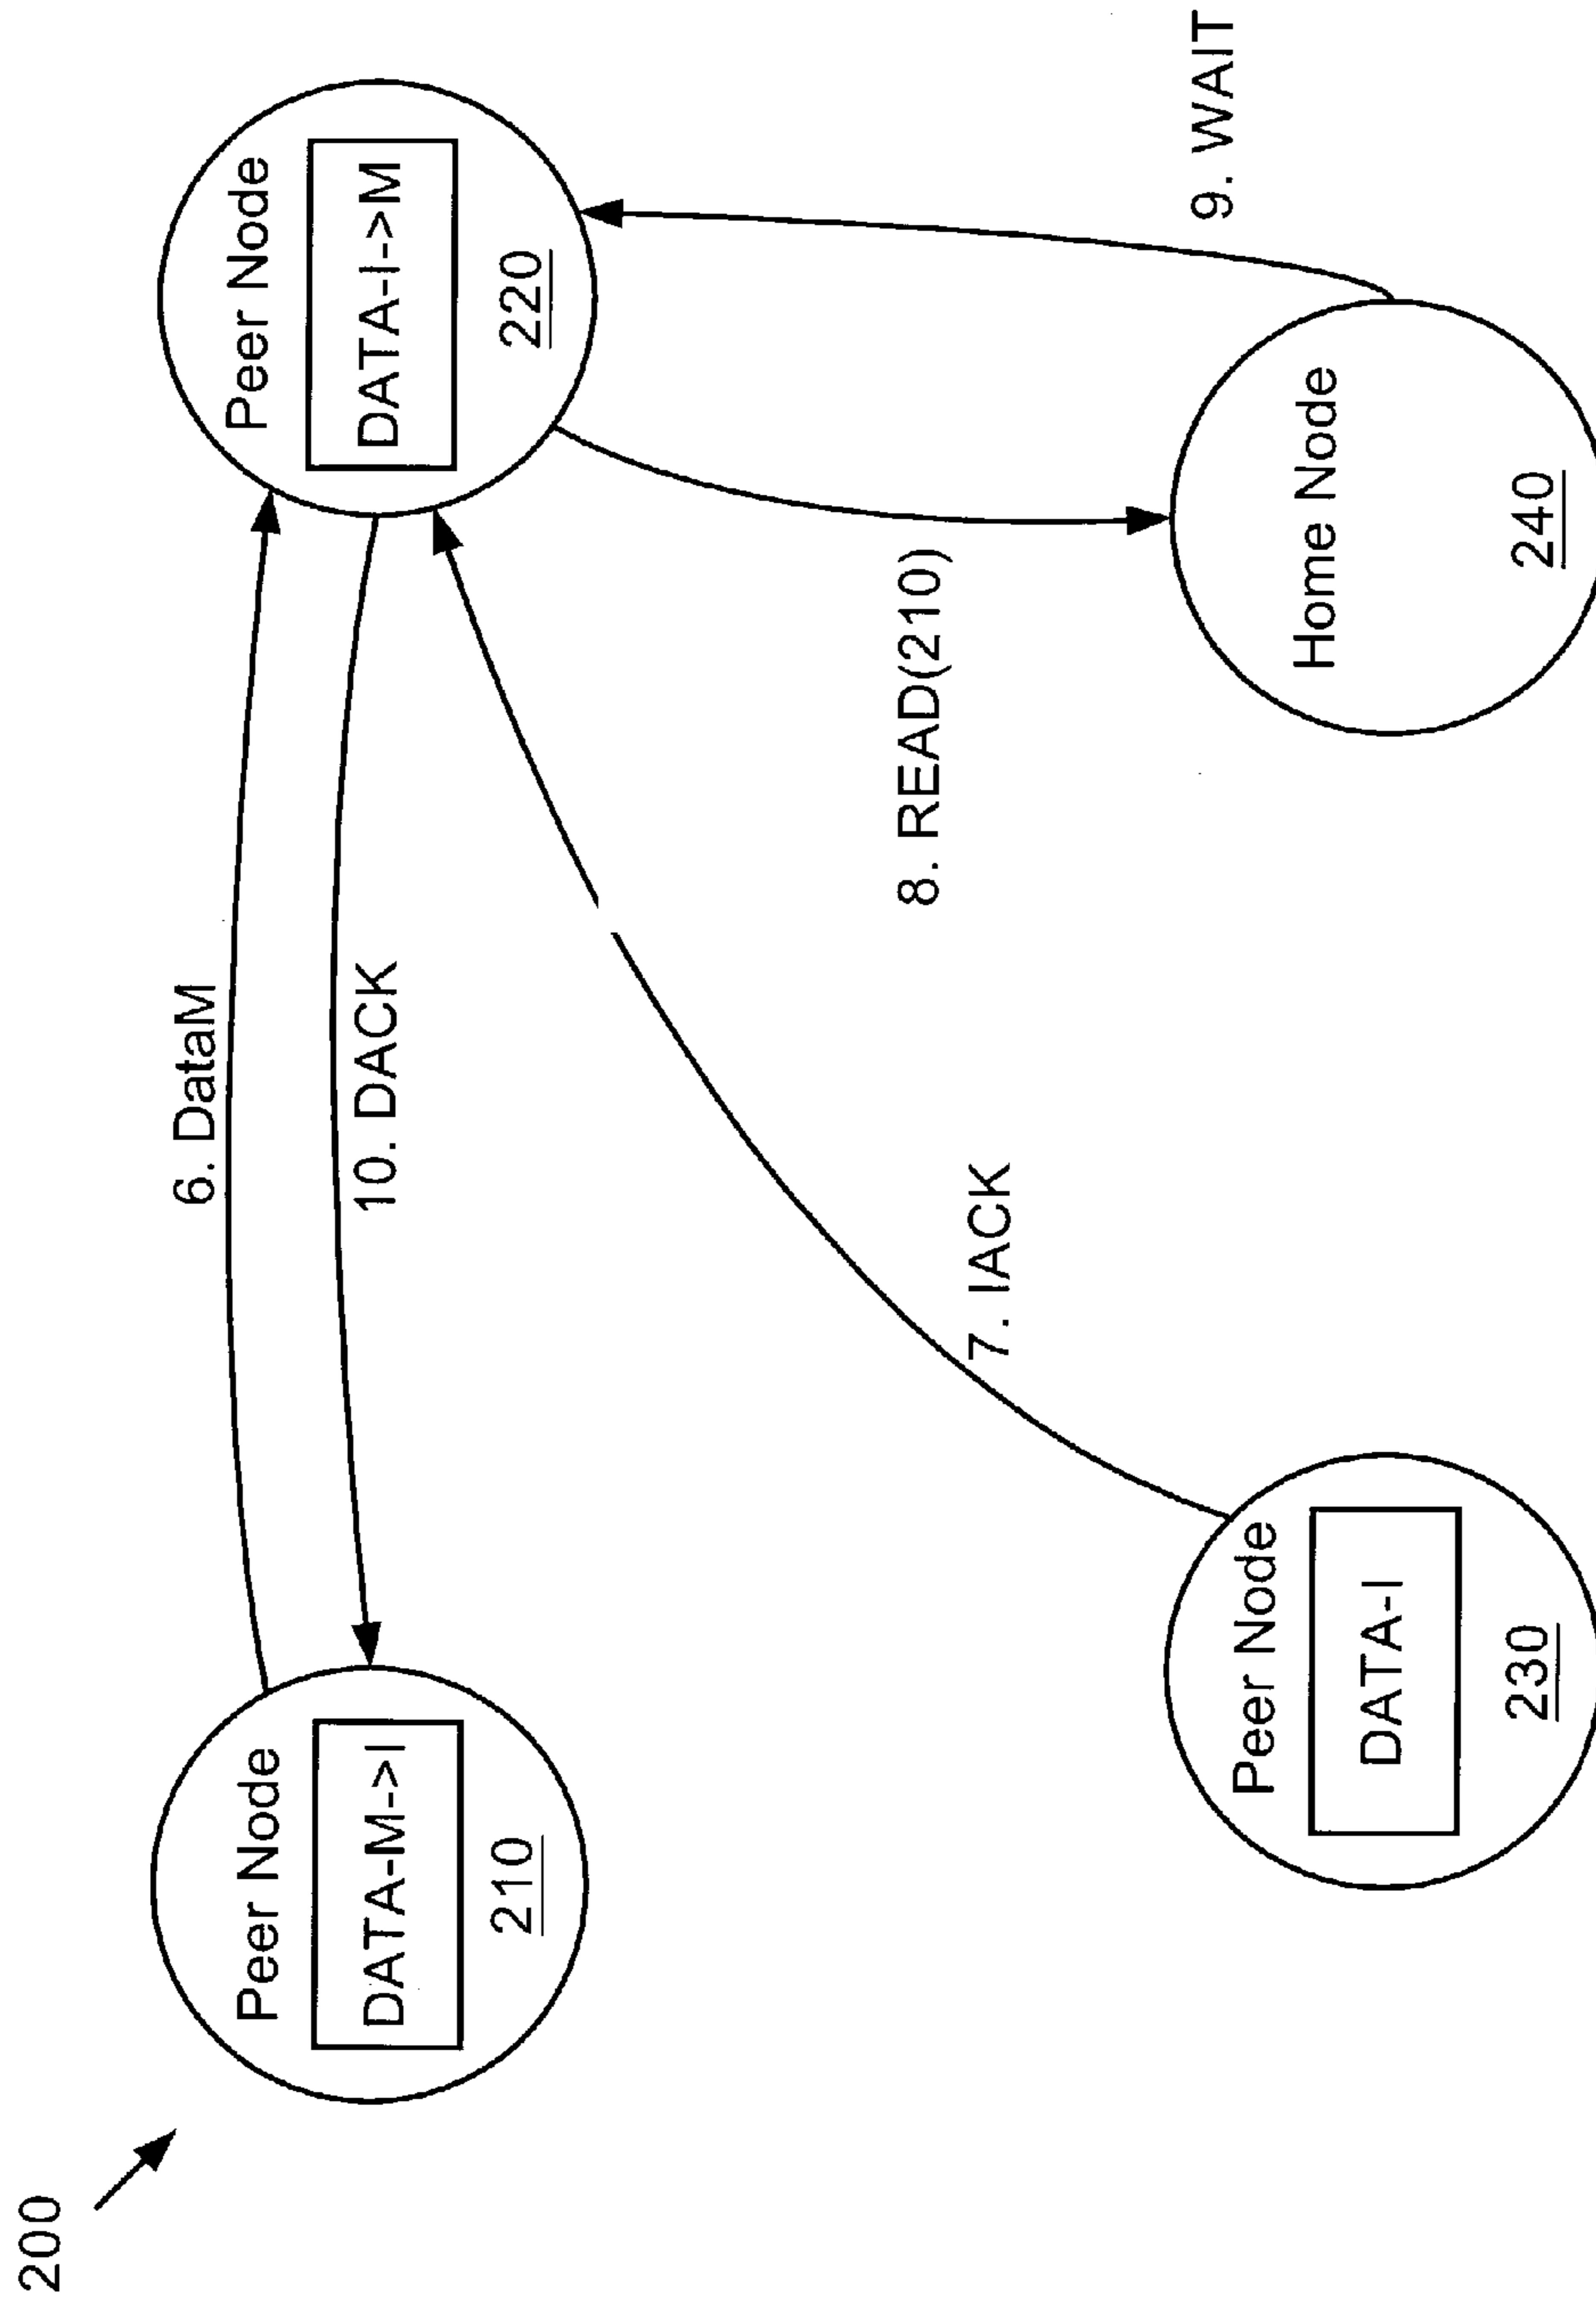 200
Peer Node
DATA-M->I
210
6. DataM
10. DACK
Peer Node
DATA-I->M
220
Peer Node
DATA-I
230
7. IACK
8. READ(210)
Home Node
240
9. WAIT